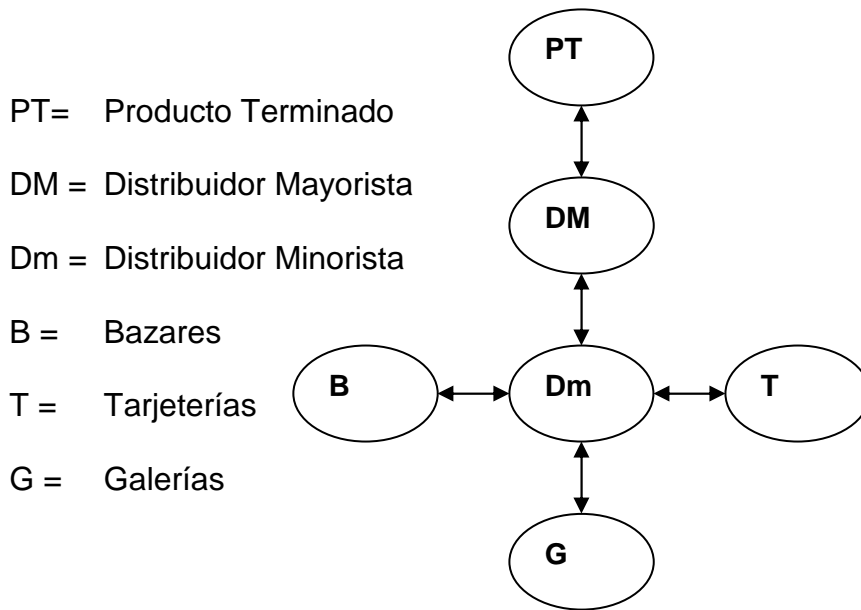 PT= Producto Terminado
DM = Distribuidor Mayorista
Dm = Distribuidor Minorista
B = Bazares
T = Tarjeterías
G = Galerías
PT
DM
B Dm T
G